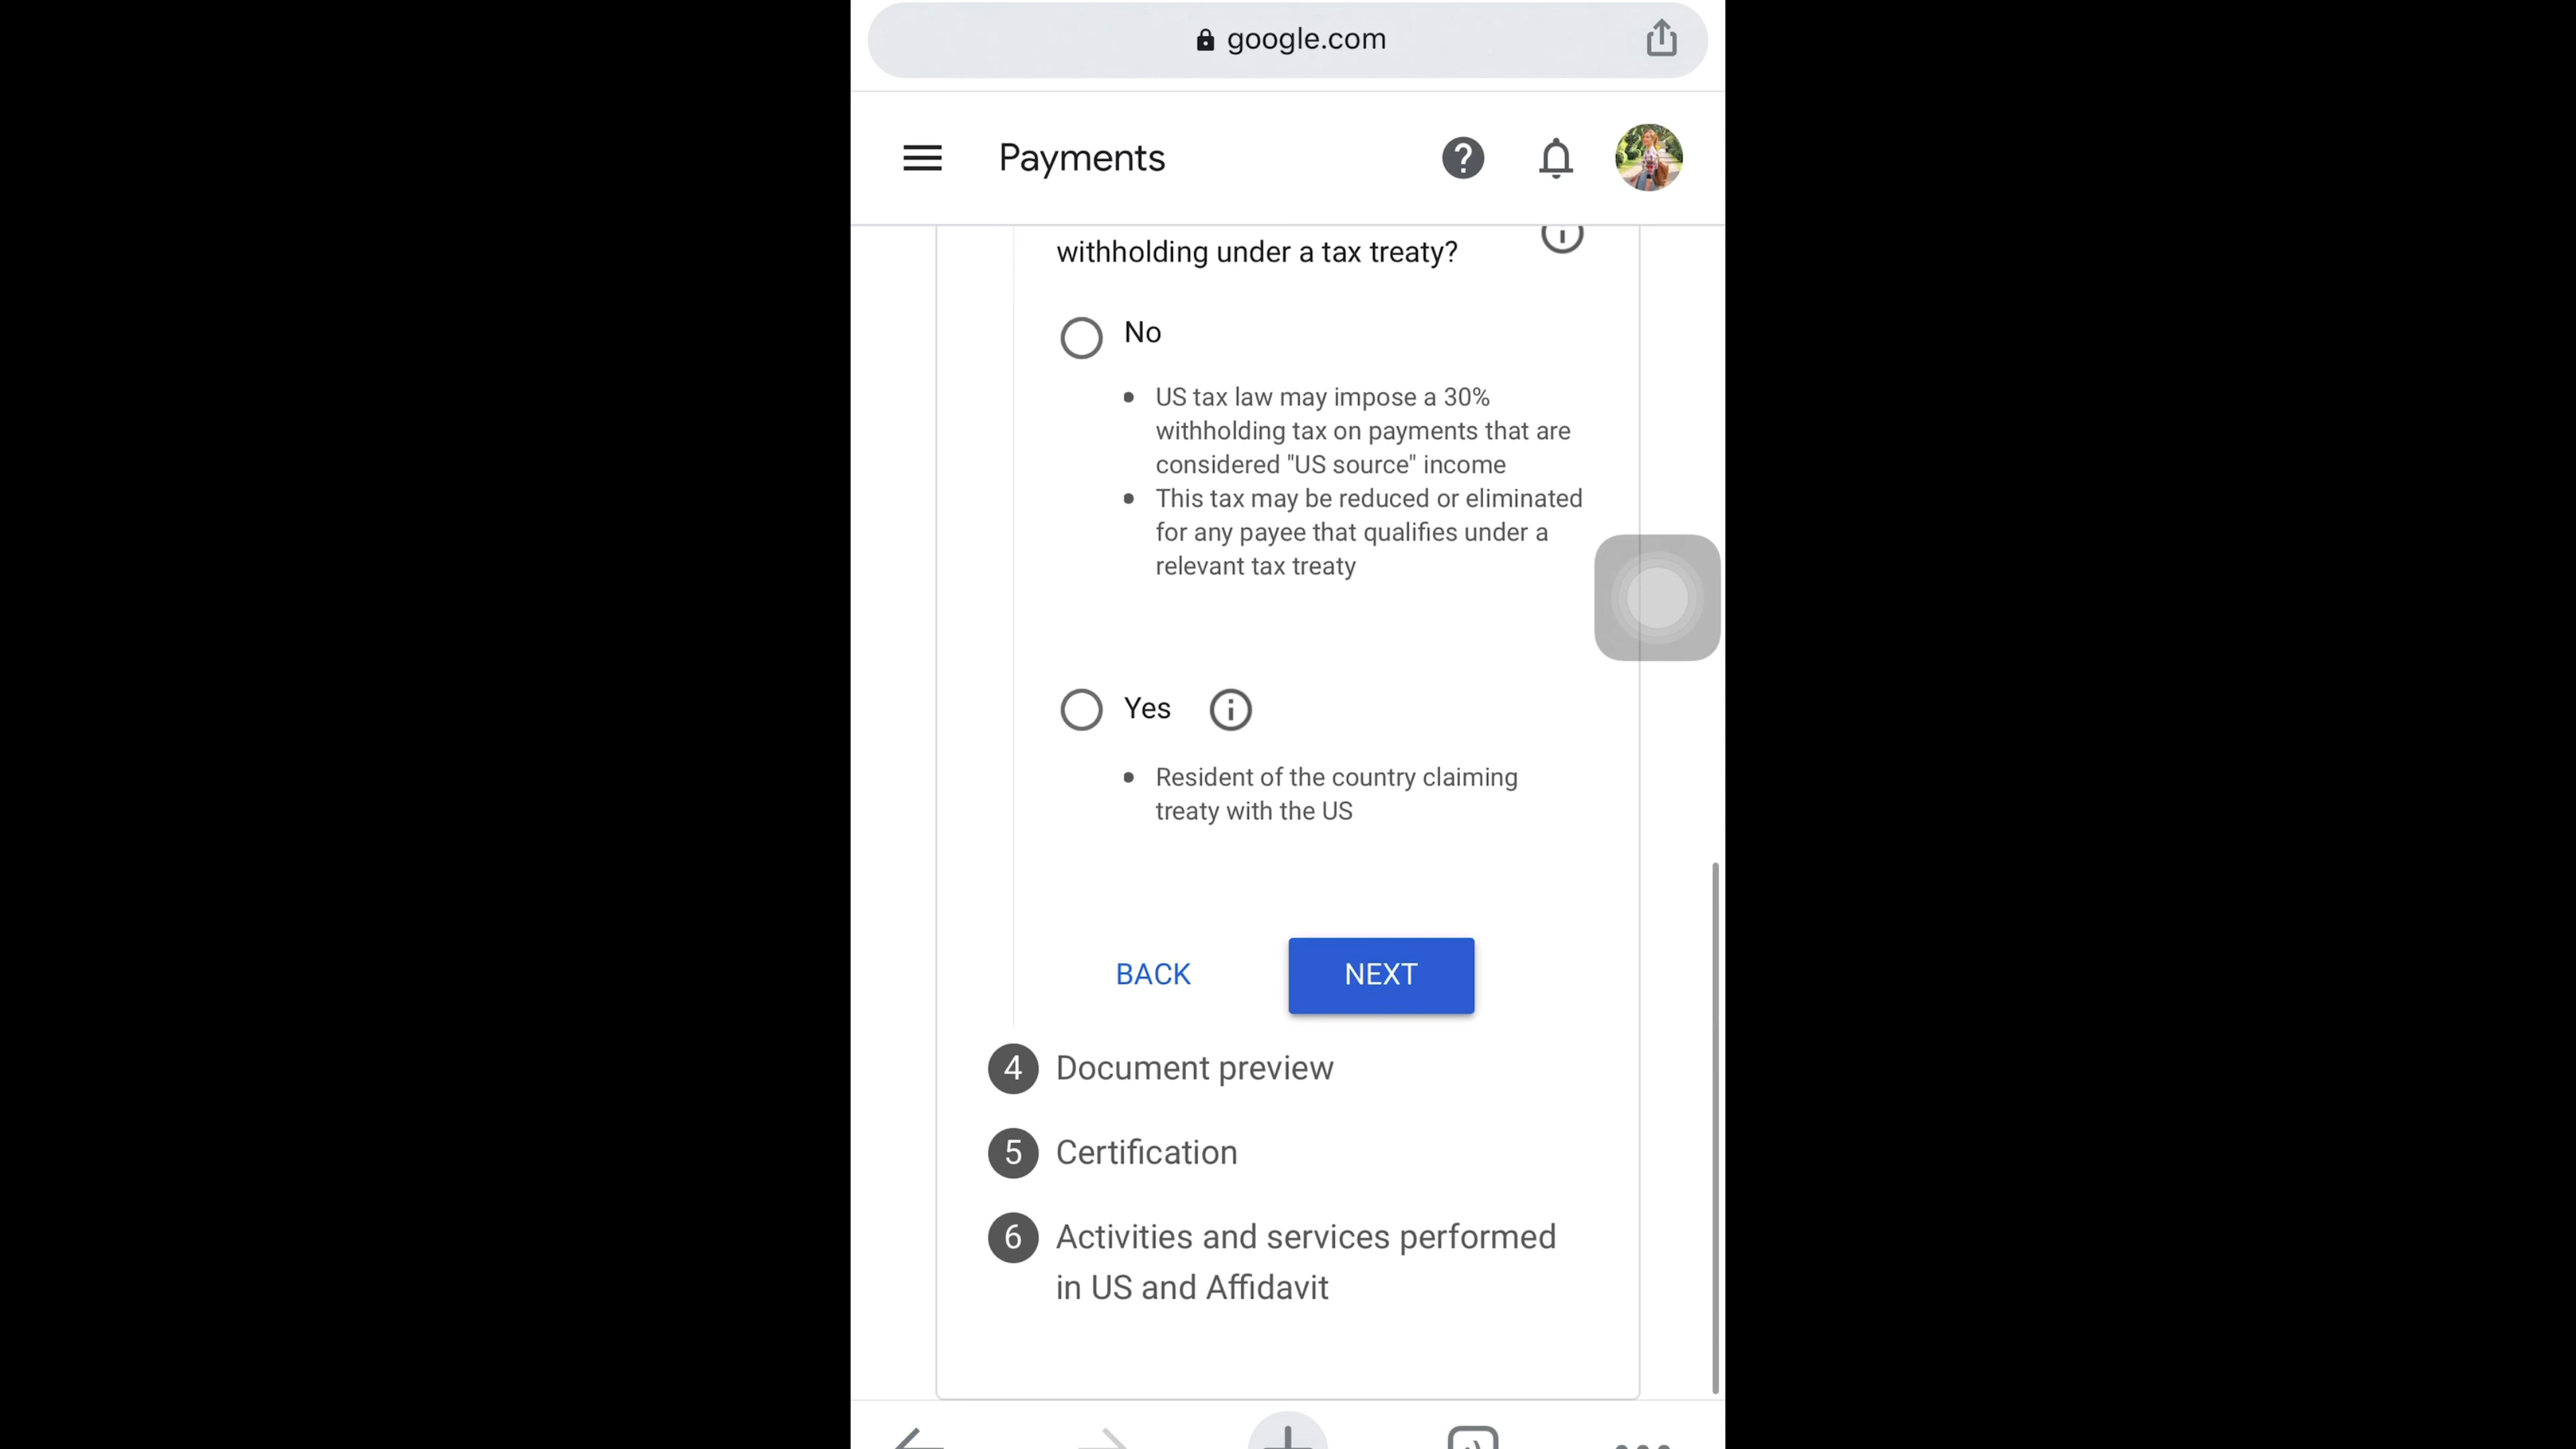 google.com
Payments
withholding under a tax treaty?
No
• US tax law may impose a 30%
withholding tax on payments that are
considered "US source" income
• This tax may be reduced or eliminated
for any payee that qualifies under a
relevant tax treaty
Yes
• Resident of the country claiming
treaty with the US
BACK
NEXT
4 Document preview
5 Certification
6 Activities and services performed
in US and Affidavit